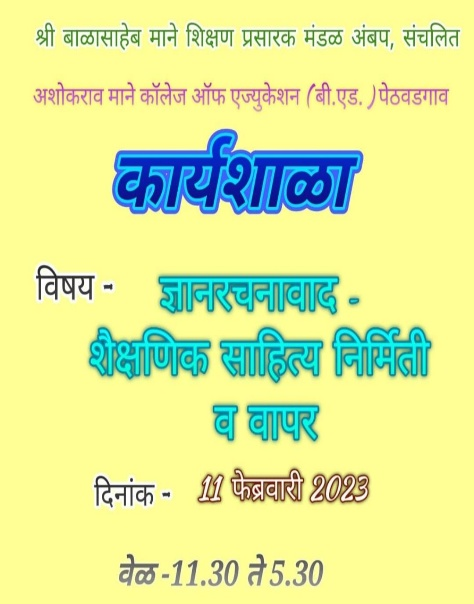 श्री बाळासाहेब माने शिक्षण प्रसारक मंडळ अंबप, संचलित
अशोकराव माने कॉलेज ऑफ एज्युकेशन (बी.एड. )पेठवडगाव
कार्यशाळा
विषय - ज्ञानरचनावाद -
शैक्षणिक साहित्य निर्मिती
व वापर
दिनांक - 11 फेब्रवारी 2023
वेळ -11.30 ते 5.30